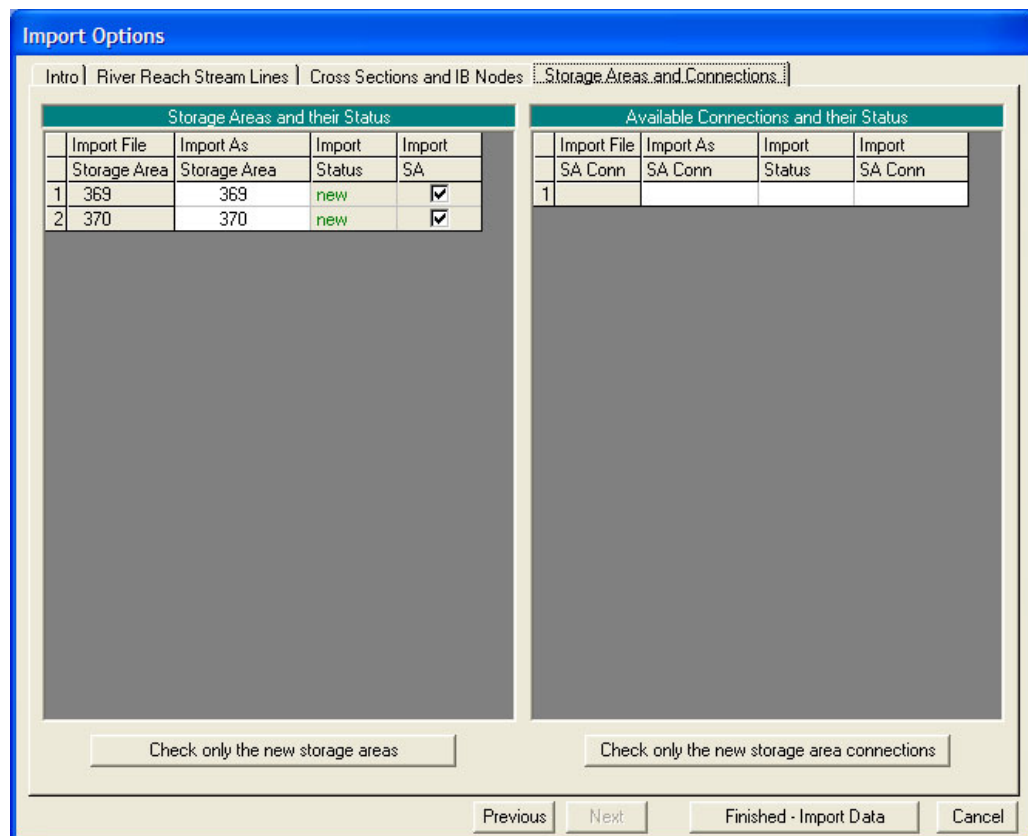 Import Options
Intro River Reach Stream Lines Cross Sections and IB Nodes Storage Areas and Connections
Storage Areas and their Status
Import File Import As Import Import
Storage Area Storage Area Status SA
1 369 369 new
2 370 370 new
Check only the new storage areas
Available Connections and their Status
Import File Import As Import Import
SA Conn SA Conn Status SA Conn
1
Check only the new storage area connections
Previous Next Finished - Import Data Cancel